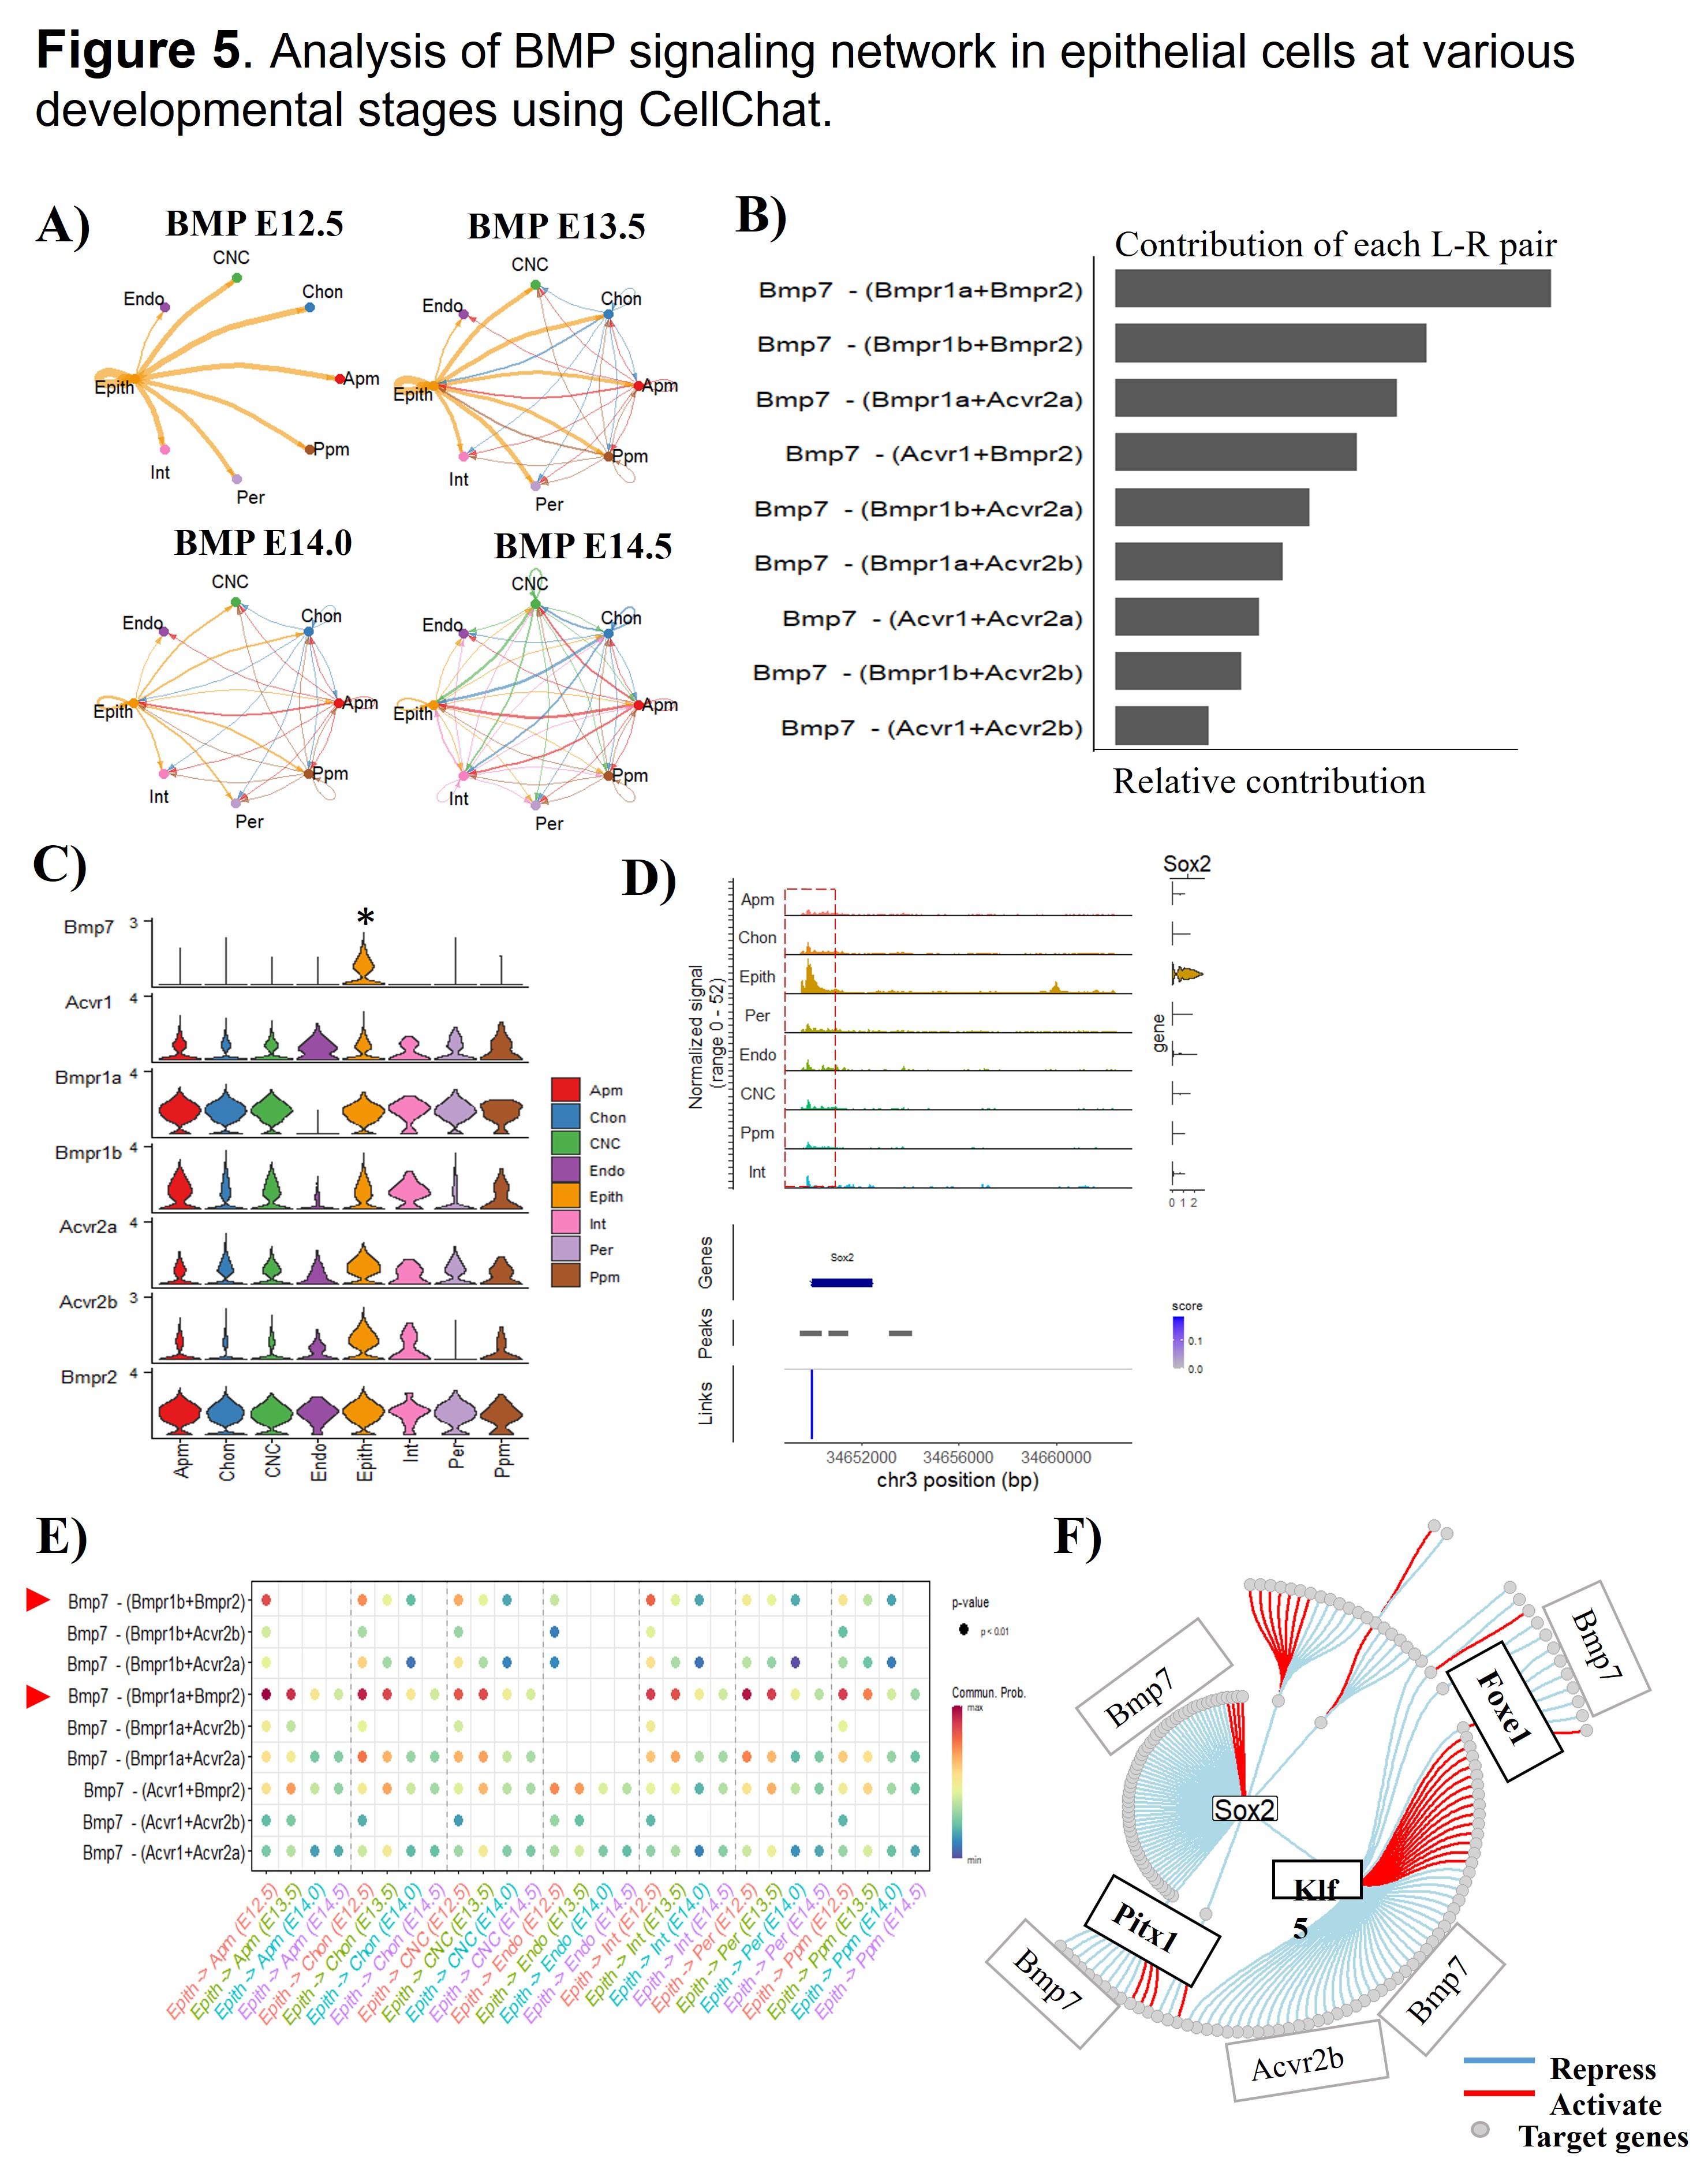 Figure 5. Analysis of BMP signaling network in epithelial cells at various
developmental stages using CellChat.
A)
BMP E12.5
CNC
Endo
Chon
Epith
Apm
Ppm
Int
Per
BMP E13.5
CNC
Endo
Chon
Epith
Apm
Ppm
Int
Per
BMP E14.0
CNC
Endo
Chon
Epith
Apm
Ppm
Int
Per
BMP E14.5
CNC
Endo
Chon
Epith
Apm
Ppm
Int
Per
B)
Contribution of each L-R pair
Bmp7 - (Bmpr1a+Bmpr2)
Bmp7 - (Bmpr1b+Bmpr2)
Bmp7 - (Bmpr1a+Acvr2a)
Bmp7 - (Acvr1+Bmpr2)
Bmp7 - (Bmpr1b+Acvr2a)
Bmp7 - (Bmpr1a+Acvr2b)
Bmp7 - (Acvr1+Acvr2a)
Bmp7 - (Bmpr1b+Acvr2b)
Bmp7 - (Acvr1+Acvr2b)
Relative contribution
C)
*
Bmp7 3
Acvr1 4
Bmpr1a 4
Bmpr1b 4
Acvr2a 4
Acvr2b 3
Bmpr2 4
Apm
Chon
CNC
Endo
Epith
Int
Per
Ppm
Apm
Chon
CNC
Endo
Epith
Int
Per
Ppm
D)
Sox2
Normalized signal
(range 0 - 52)
Apm
Chon
Epith
Per
Endo
CNC
Ppm
Int
gene
0 1 2
Genes
Sox2
Peaks
Links
score
0.1
0.0
34652000 34656000 34660000
chr3 position (bp)
E)
Bmp7 - (Bmpr1b+Bmpr2)
Bmp7 - (Bmpr1b+Acvr2b)
Bmp7 - (Bmpr1b+Acvr2a)
Bmp7 - (Bmpr1a+Bmpr2)
Bmp7 - (Bmpr1a+Acvr2b)
Bmp7 - (Bmpr1a+Acvr2a)
Bmp7 - (Acvr1+Bmpr2)
Bmp7 - (Acvr1+Acvr2b)
Bmp7 - (Acvr1+Acvr2a)
Epith -> Apm (E12.5)
Epith -> Apm (E13.5)
Epith -> Apm (E14.0)
Epith -> Apm (E14.5)
Epith -> Chon (E12.5)
Epith -> Chon (E13.5)
Epith -> Chon (E14.0)
Epith -> Chon (E14.5)
Epith -> CNC (E12.5)
Epith -> CNC (E13.5)
Epith -> CNC (E14.0)
Epith -> CNC (E14.5)
Epith -> Endo (E12.5)
Epith -> Endo (E13.5)
Epith -> Endo (E14.0)
Epith -> Endo (E14.5)
Epith -> Int (E12.5)
Epith -> Int (E13.5)
Epith -> Int (E14.0)
Epith -> Int (E14.5)
Epith -> Per (E12.5)
Epith -> Per (E13.5)
Epith -> Per (E14.0)
Epith -> Per (E14.5)
Epith -> Ppm (E12.5)
Epith -> Ppm (E13.5)
Epith -> Ppm (E14.0)
Epith -> Ppm (E14.5)
p-value
p < 0.01
Commun. Prob.
max
min
F)
Bmp7
Bmp7
Foxe1
Sox2
Klf
5
Pitx1
Bmp7
Bmp7
Acvr2b
Repress
Activate
Target genes